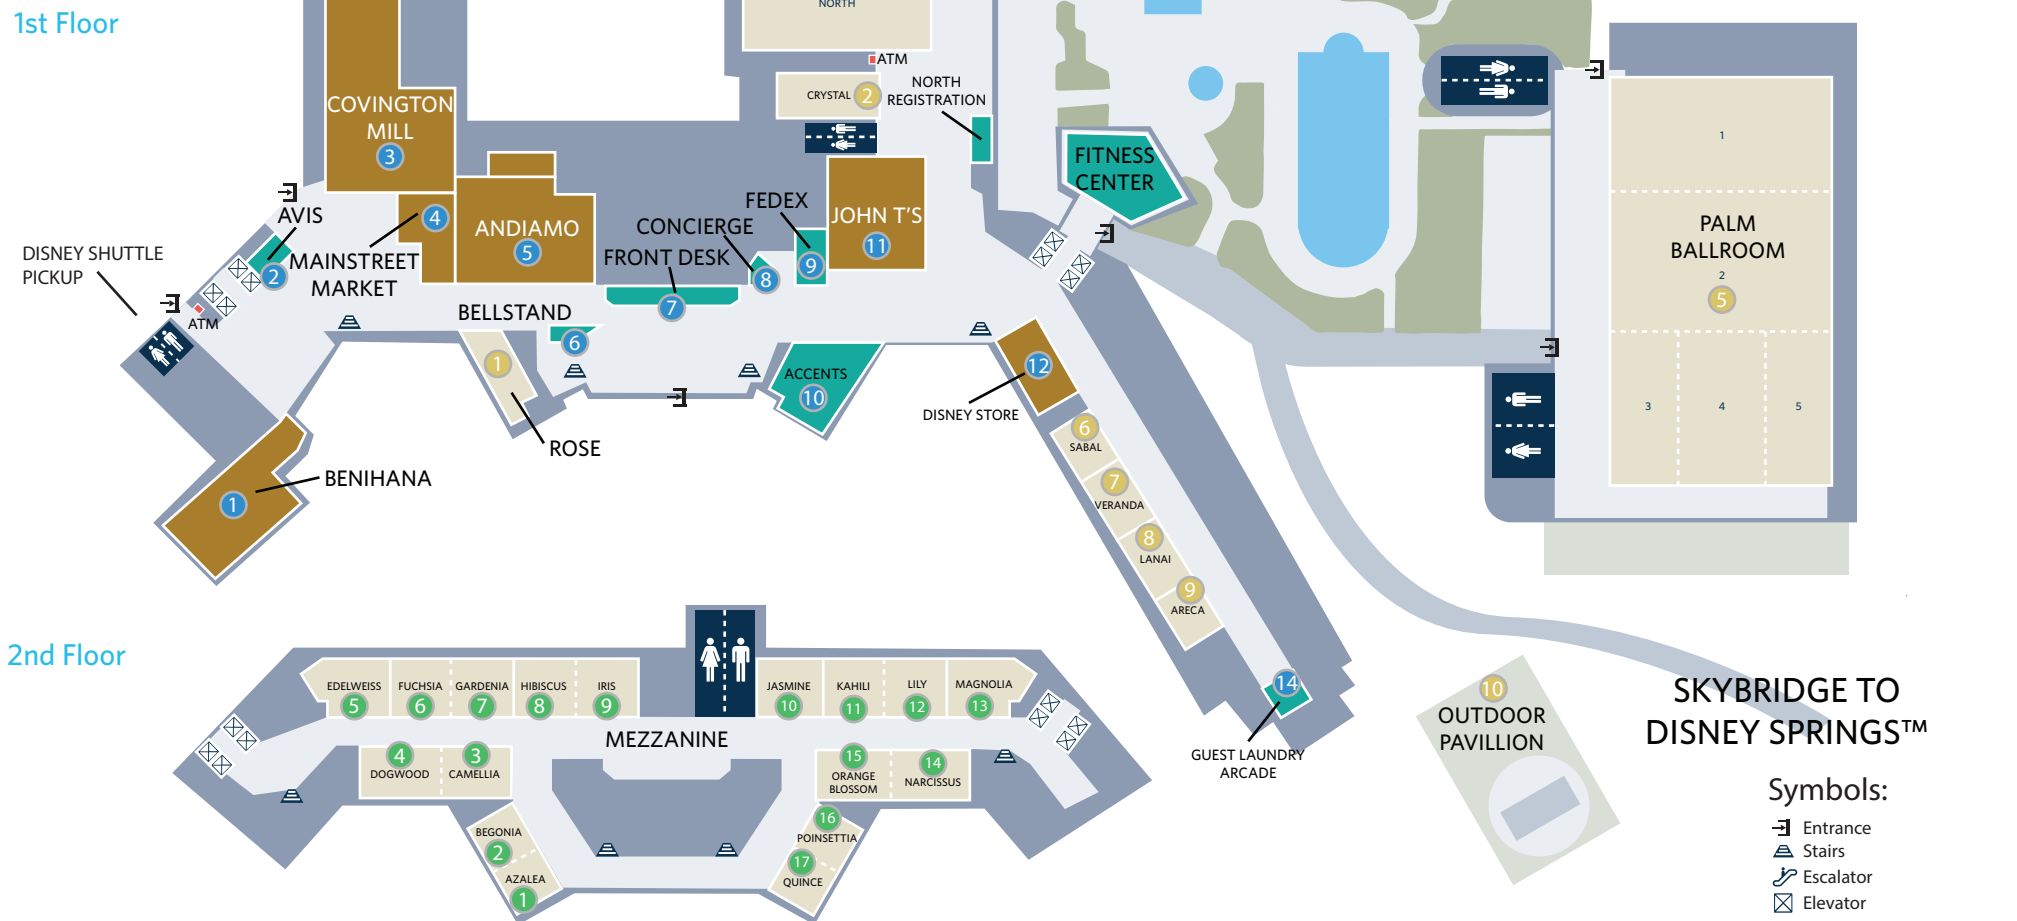 1st Floor
NORTH
ATM
CRYSTAL 2
NORTH
REGISTRATION
COVINGTON
MILL
3
FITNESS
CENTER
1
AVIS
2
4
MAINSTREET
MARKET
ANDIAMO
5
CONCIERGE
8
FEDEX
9
JOHN T'S
11
FRONT DESK
7
DISNEY SHUTTLE
PICKUP
ATM
BELLSTAND
6
PALM
BALLROOM
2
5
1
ROSE
ACCENTS
10
12
DISNEY STORE
3
4
5
BENIHANA
1
6
SABAL
7
VERANDA
8
LANAI
9
ARECA
14
GUEST LAUNDRY
ARCADE
2nd Floor
EDELWEISS
5
FUCHSIA
6
GARDENIA
7
HIBISCUS
8
IRIS
9
JASMINE
10
KAHILI
11
LILY
12
MAGNOLIA
13
MEZZANINE
4
DOGWOOD
3
CAMELLIA
15
ORANGE
BLOSSOM
14
NARCISSUS
BEGONIA
2
AZALEA
1
16
POINSETTIA
17
QUINCE
10
OUTDOOR
PAVILLION
SKYBRIDGE TO
DISNEY SPRINGS™
Symbols:
Entrance
Stairs
Escalator
Elevator